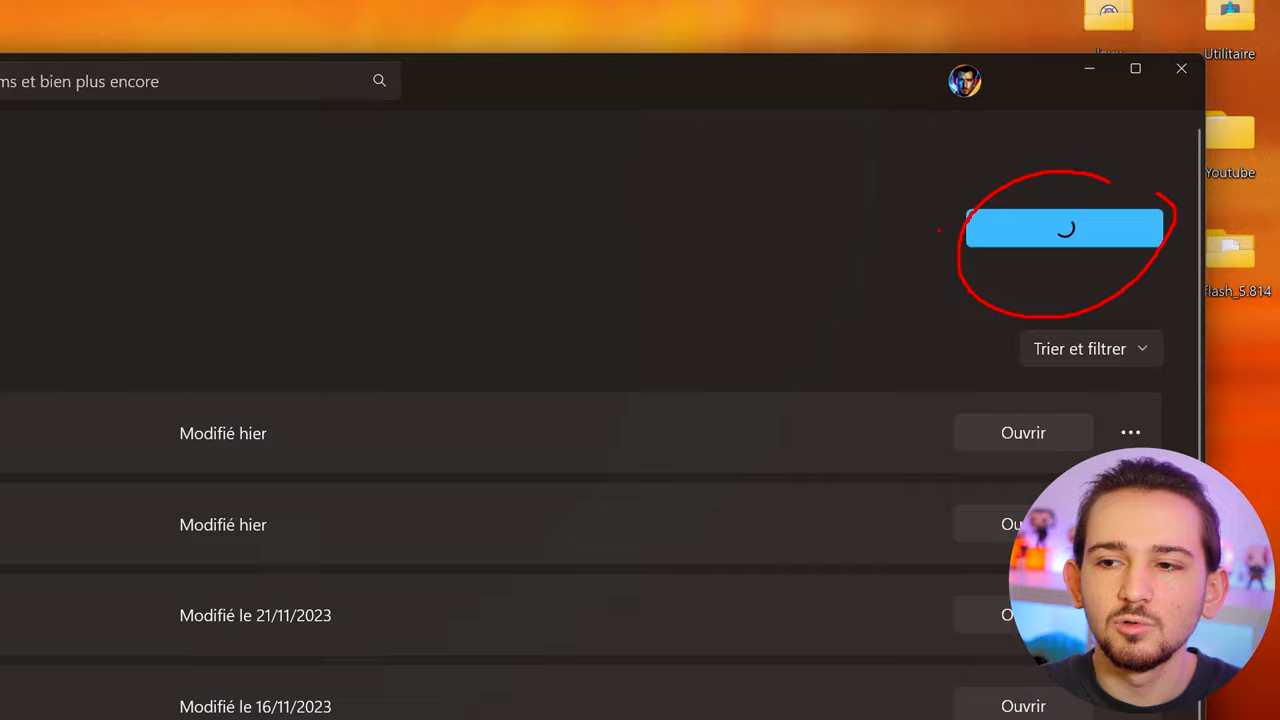 Utilitaire
ms et bien plus encore
Youtube
flash_5.814
Trier et filtrer
Modifié hier
Ouvrir
Modifié hier
Modifié le 21/11/2023
Modifié le 16/11/2023
Ouvrir